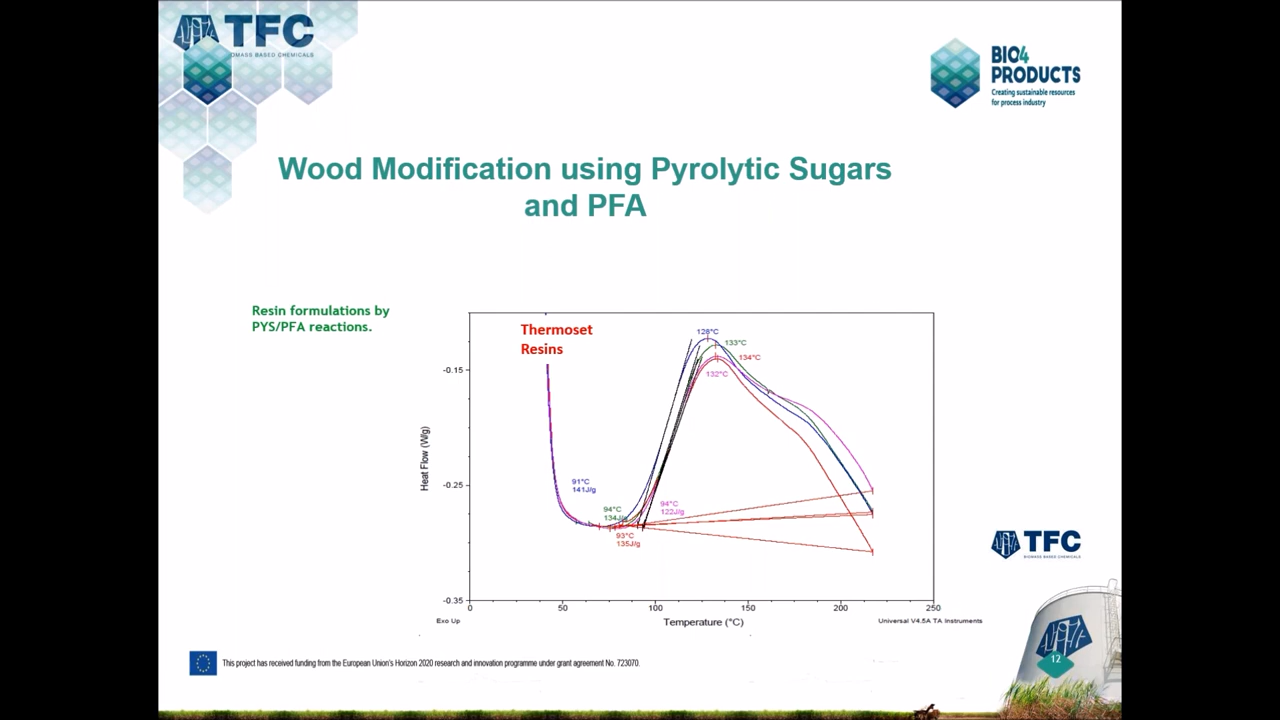 TFC
OMASS BASED CHEMICALS
BIO4
PRODUCTS
Creating sustainable resources
for process industry
Wood Modification using Pyrolytic Sugars
and PFA
Resin formulations by
PYS/PFA reactions.
Thermoset
Resins
128°C
133°C
134°C
132°C
-0.15
Heat Flow (W/g)
-0.25
91°C
141J/g
94°C
134J/g
94°C
122J/g
93°C
135J/g
-0.35
0 50 100 150 200 250
Exo Up
Temperature (°C)
Universal V4.5A TA Instruments
TFC
BIOMASS BASED CHEMICALS
12
This project has received funding from the European Union's Horizon 2020 research and innovation programme under grant agreement No. 723070.